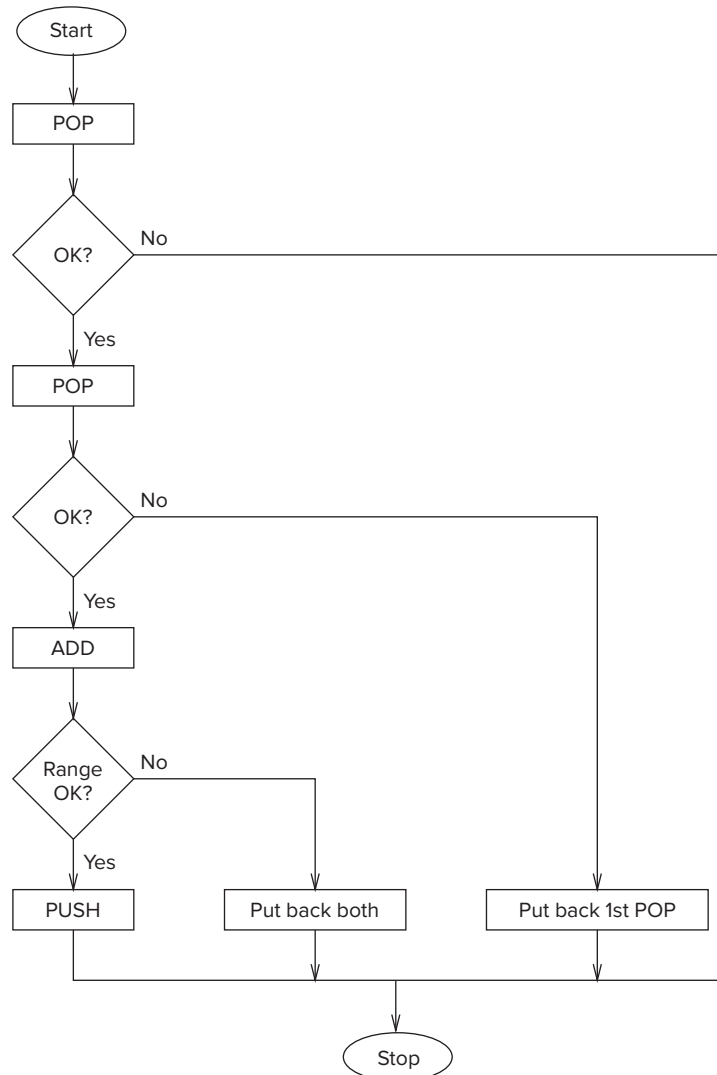 Start
POP
OK?
No
Yes
POP
OK?
No
Yes
ADD
Range
OK?
No
Yes
PUSH
Put back both
Put back 1st POP
Stop